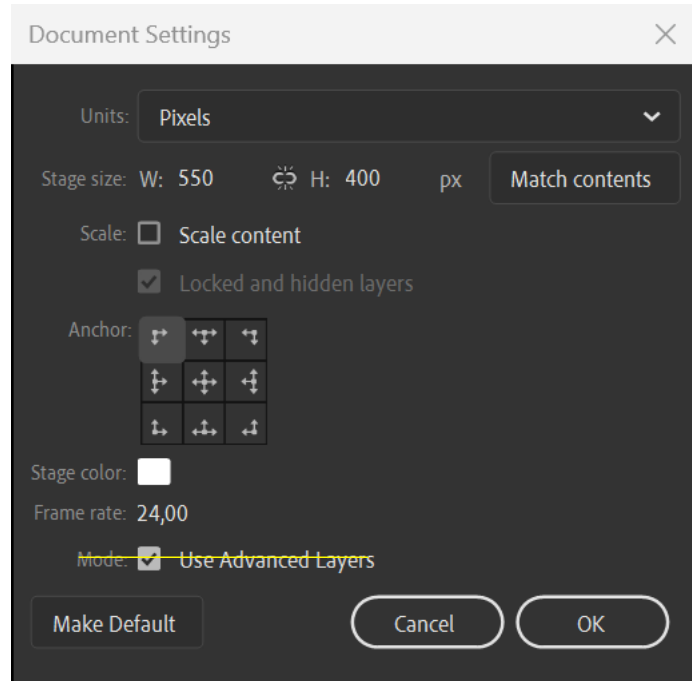 Document Settings
Units: Pixels
Stage size: W: 550 H: 400 px Match contents
Scale: Scale content
Locked and hidden layers
Anchor:
Stage color:
Frame rate: 24,00
Mode: Use Advanced Layers
Make Default Cancel OK